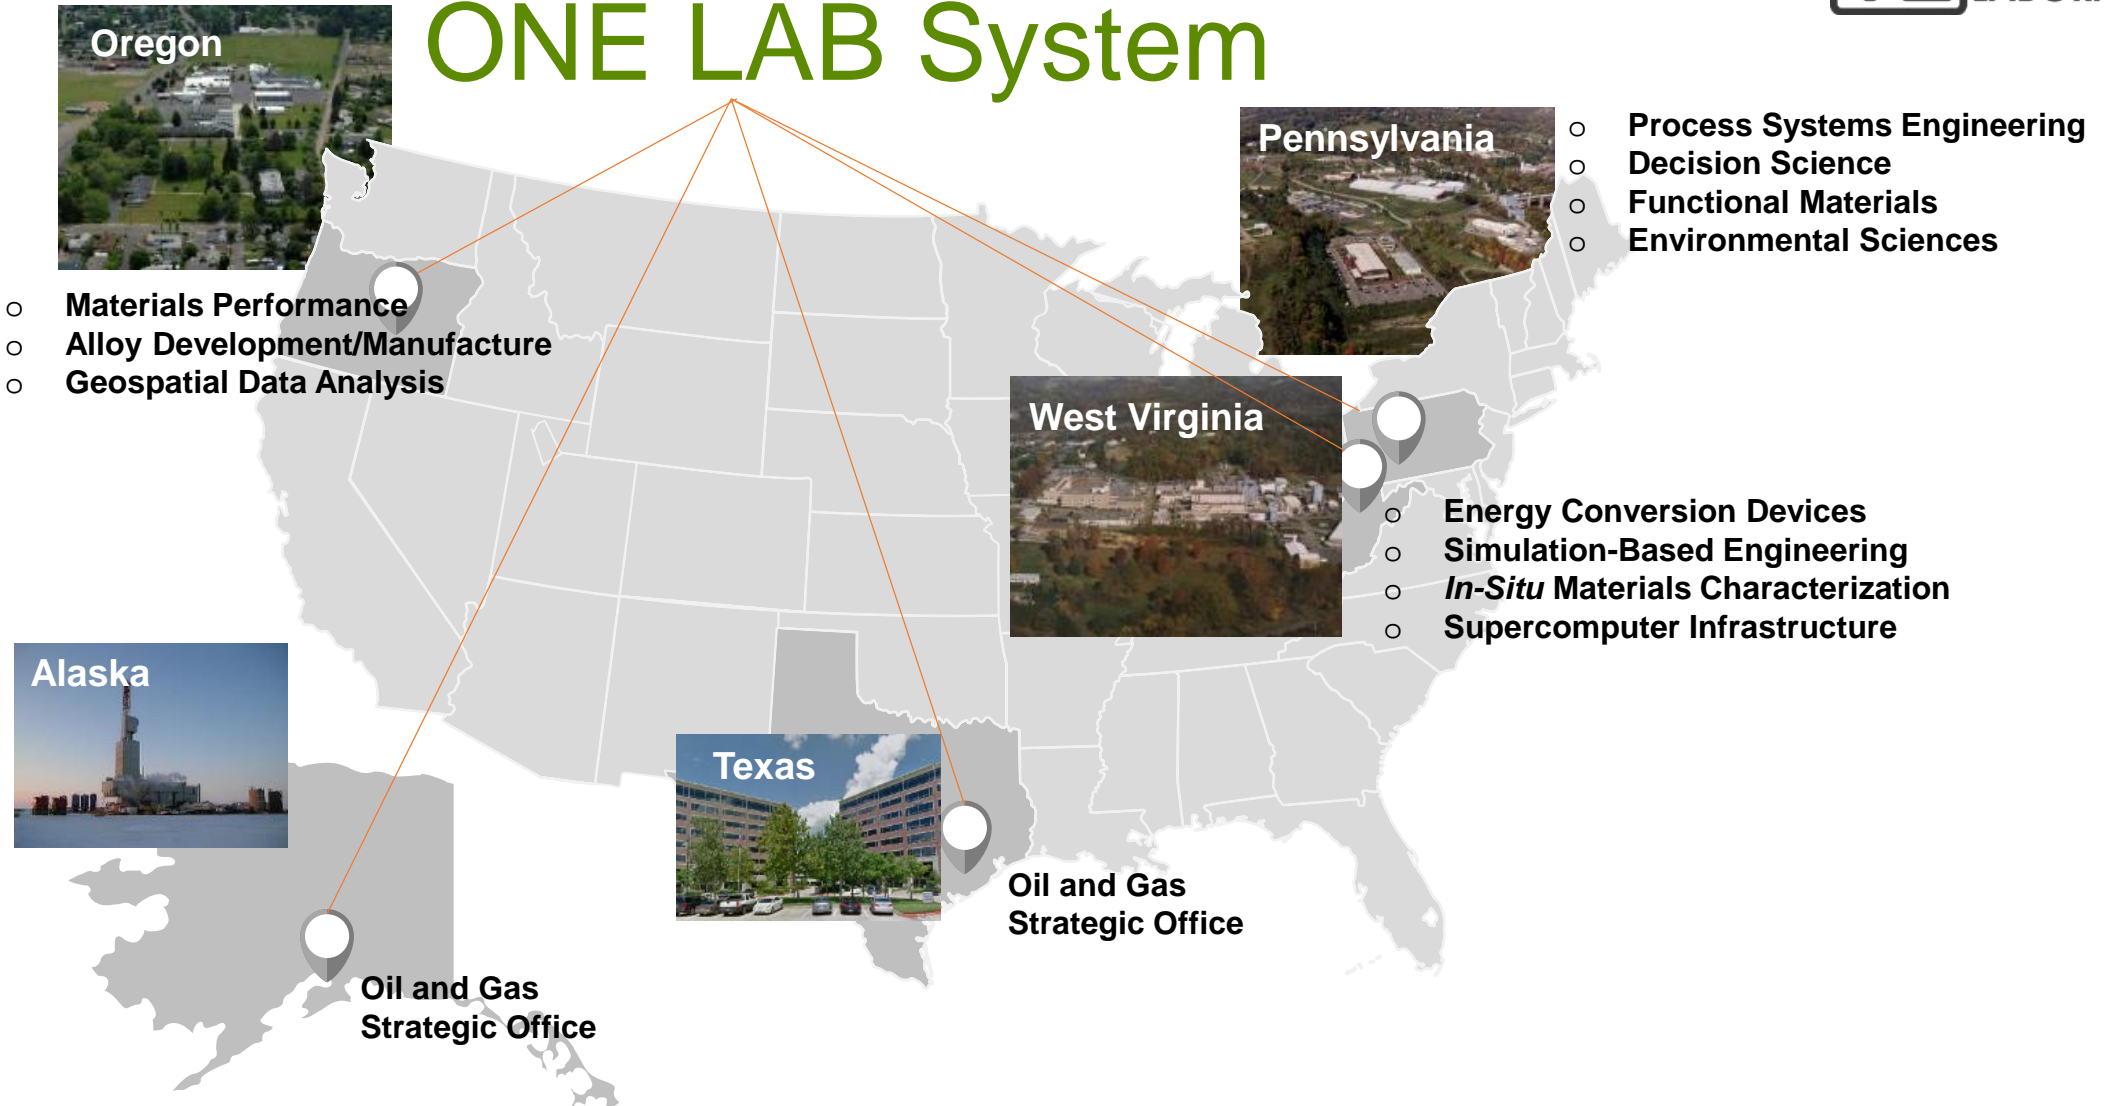 ONE LAB System
Oregon
o Materials Performance
o Alloy Development/Manufacture
o Geospatial Data Analysis
Pennsylvania
o Process Systems Engineering
o Decision Science
o Functional Materials
o Environmental Sciences
West Virginia
o Energy Conversion Devices
o Simulation-Based Engineering
o In-Situ Materials Characterization
o Supercomputer Infrastructure
Alaska
Oil and Gas
Strategic Office
Texas
Oil and Gas
Strategic Office